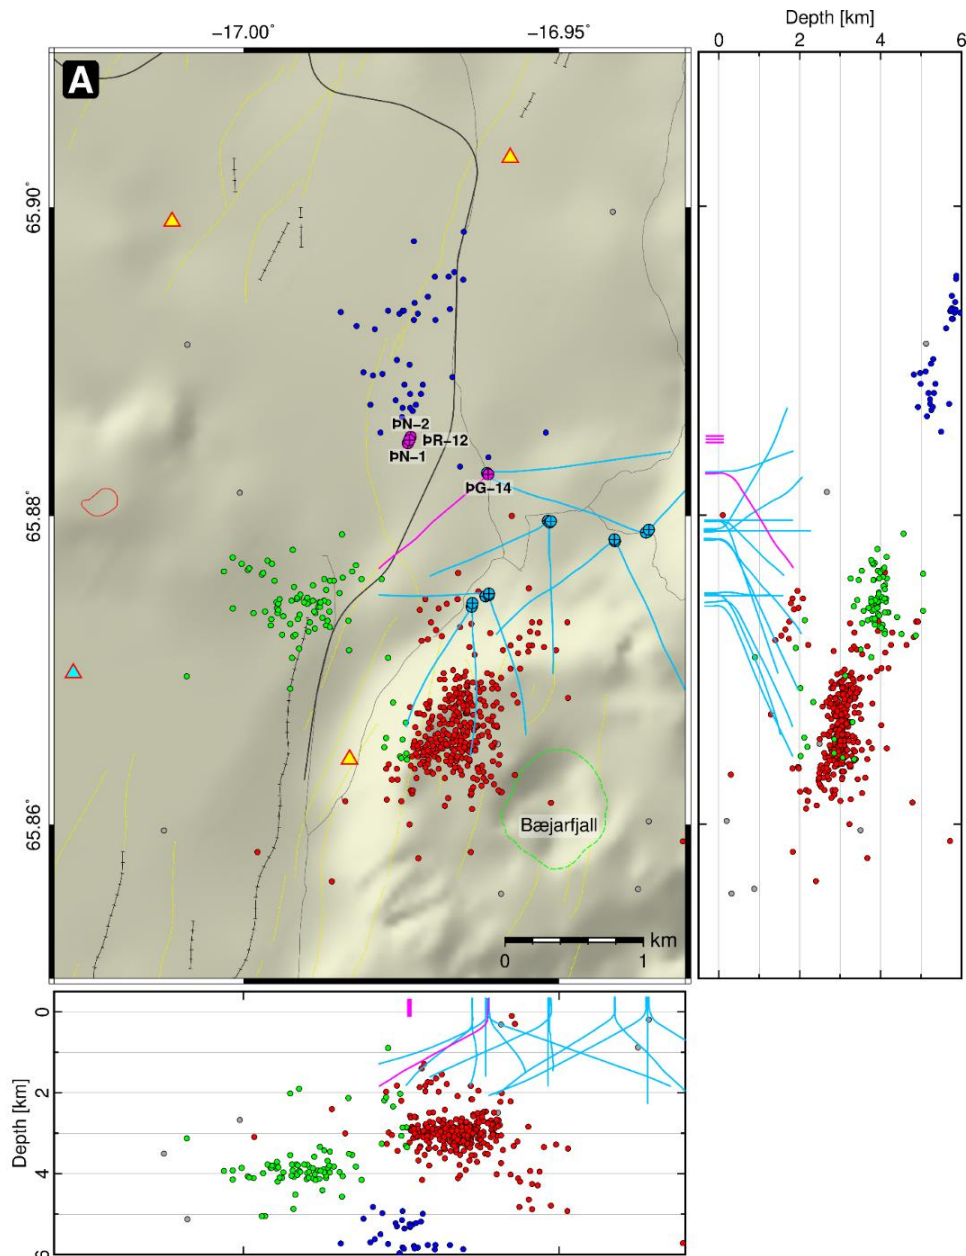 Depth [km]
−17.00˚
−16.95˚
0
2
4
6
A
65.90˚
ÞN−2
ÞR−12
ÞN−1
ÞG−14
65.88˚
65.86˚
Bæjarfjall
km
0
1
0
2
4
6
Depth [km]